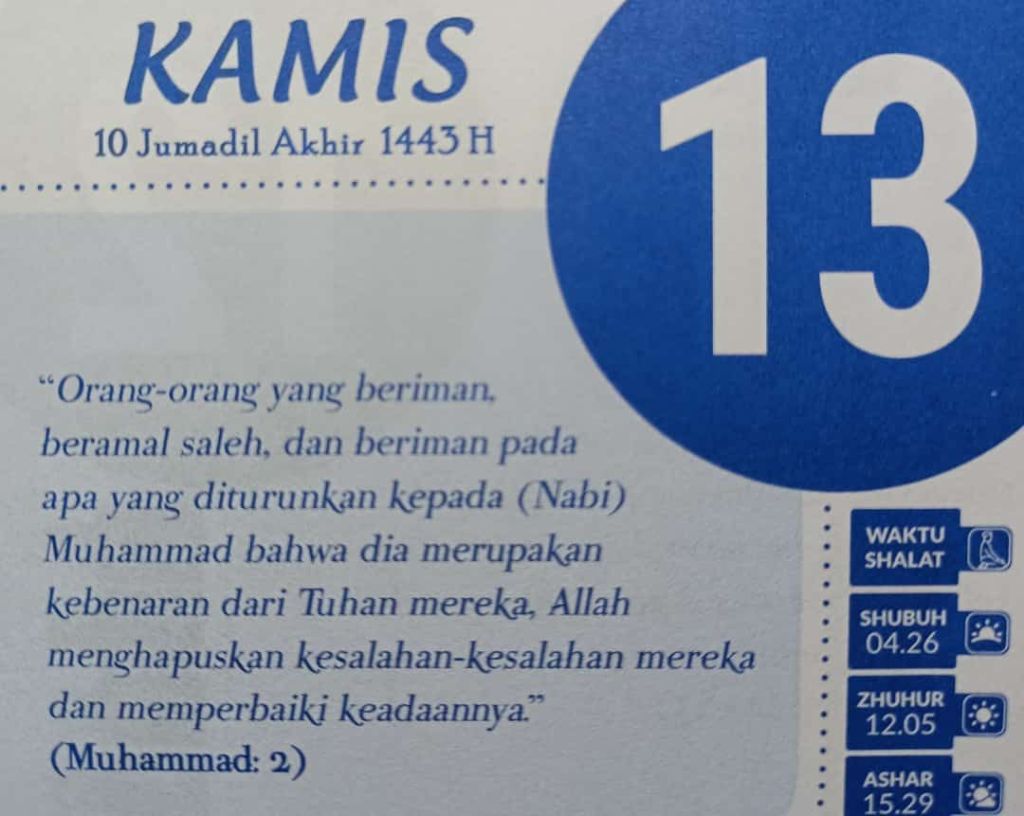 KAMIS
10 Jumadil Akhir 1443 H
13
“Orang-orang yang beriman,
beramal saleh, dan beriman pada
apa yang diturunkan kepada (Nabi)
Muhammad bahwa dia merupakan
kebenaran dari Tuhan mereka, Allah
menghapuskan kesalahan-kesalahan mereka
dan memperbaiki keadaannya.”
(Muhammad: 2)
WAKTU
SHALAT
SHUBUH
04.26
ZHUHUR
12.05
ASHAR
15.29